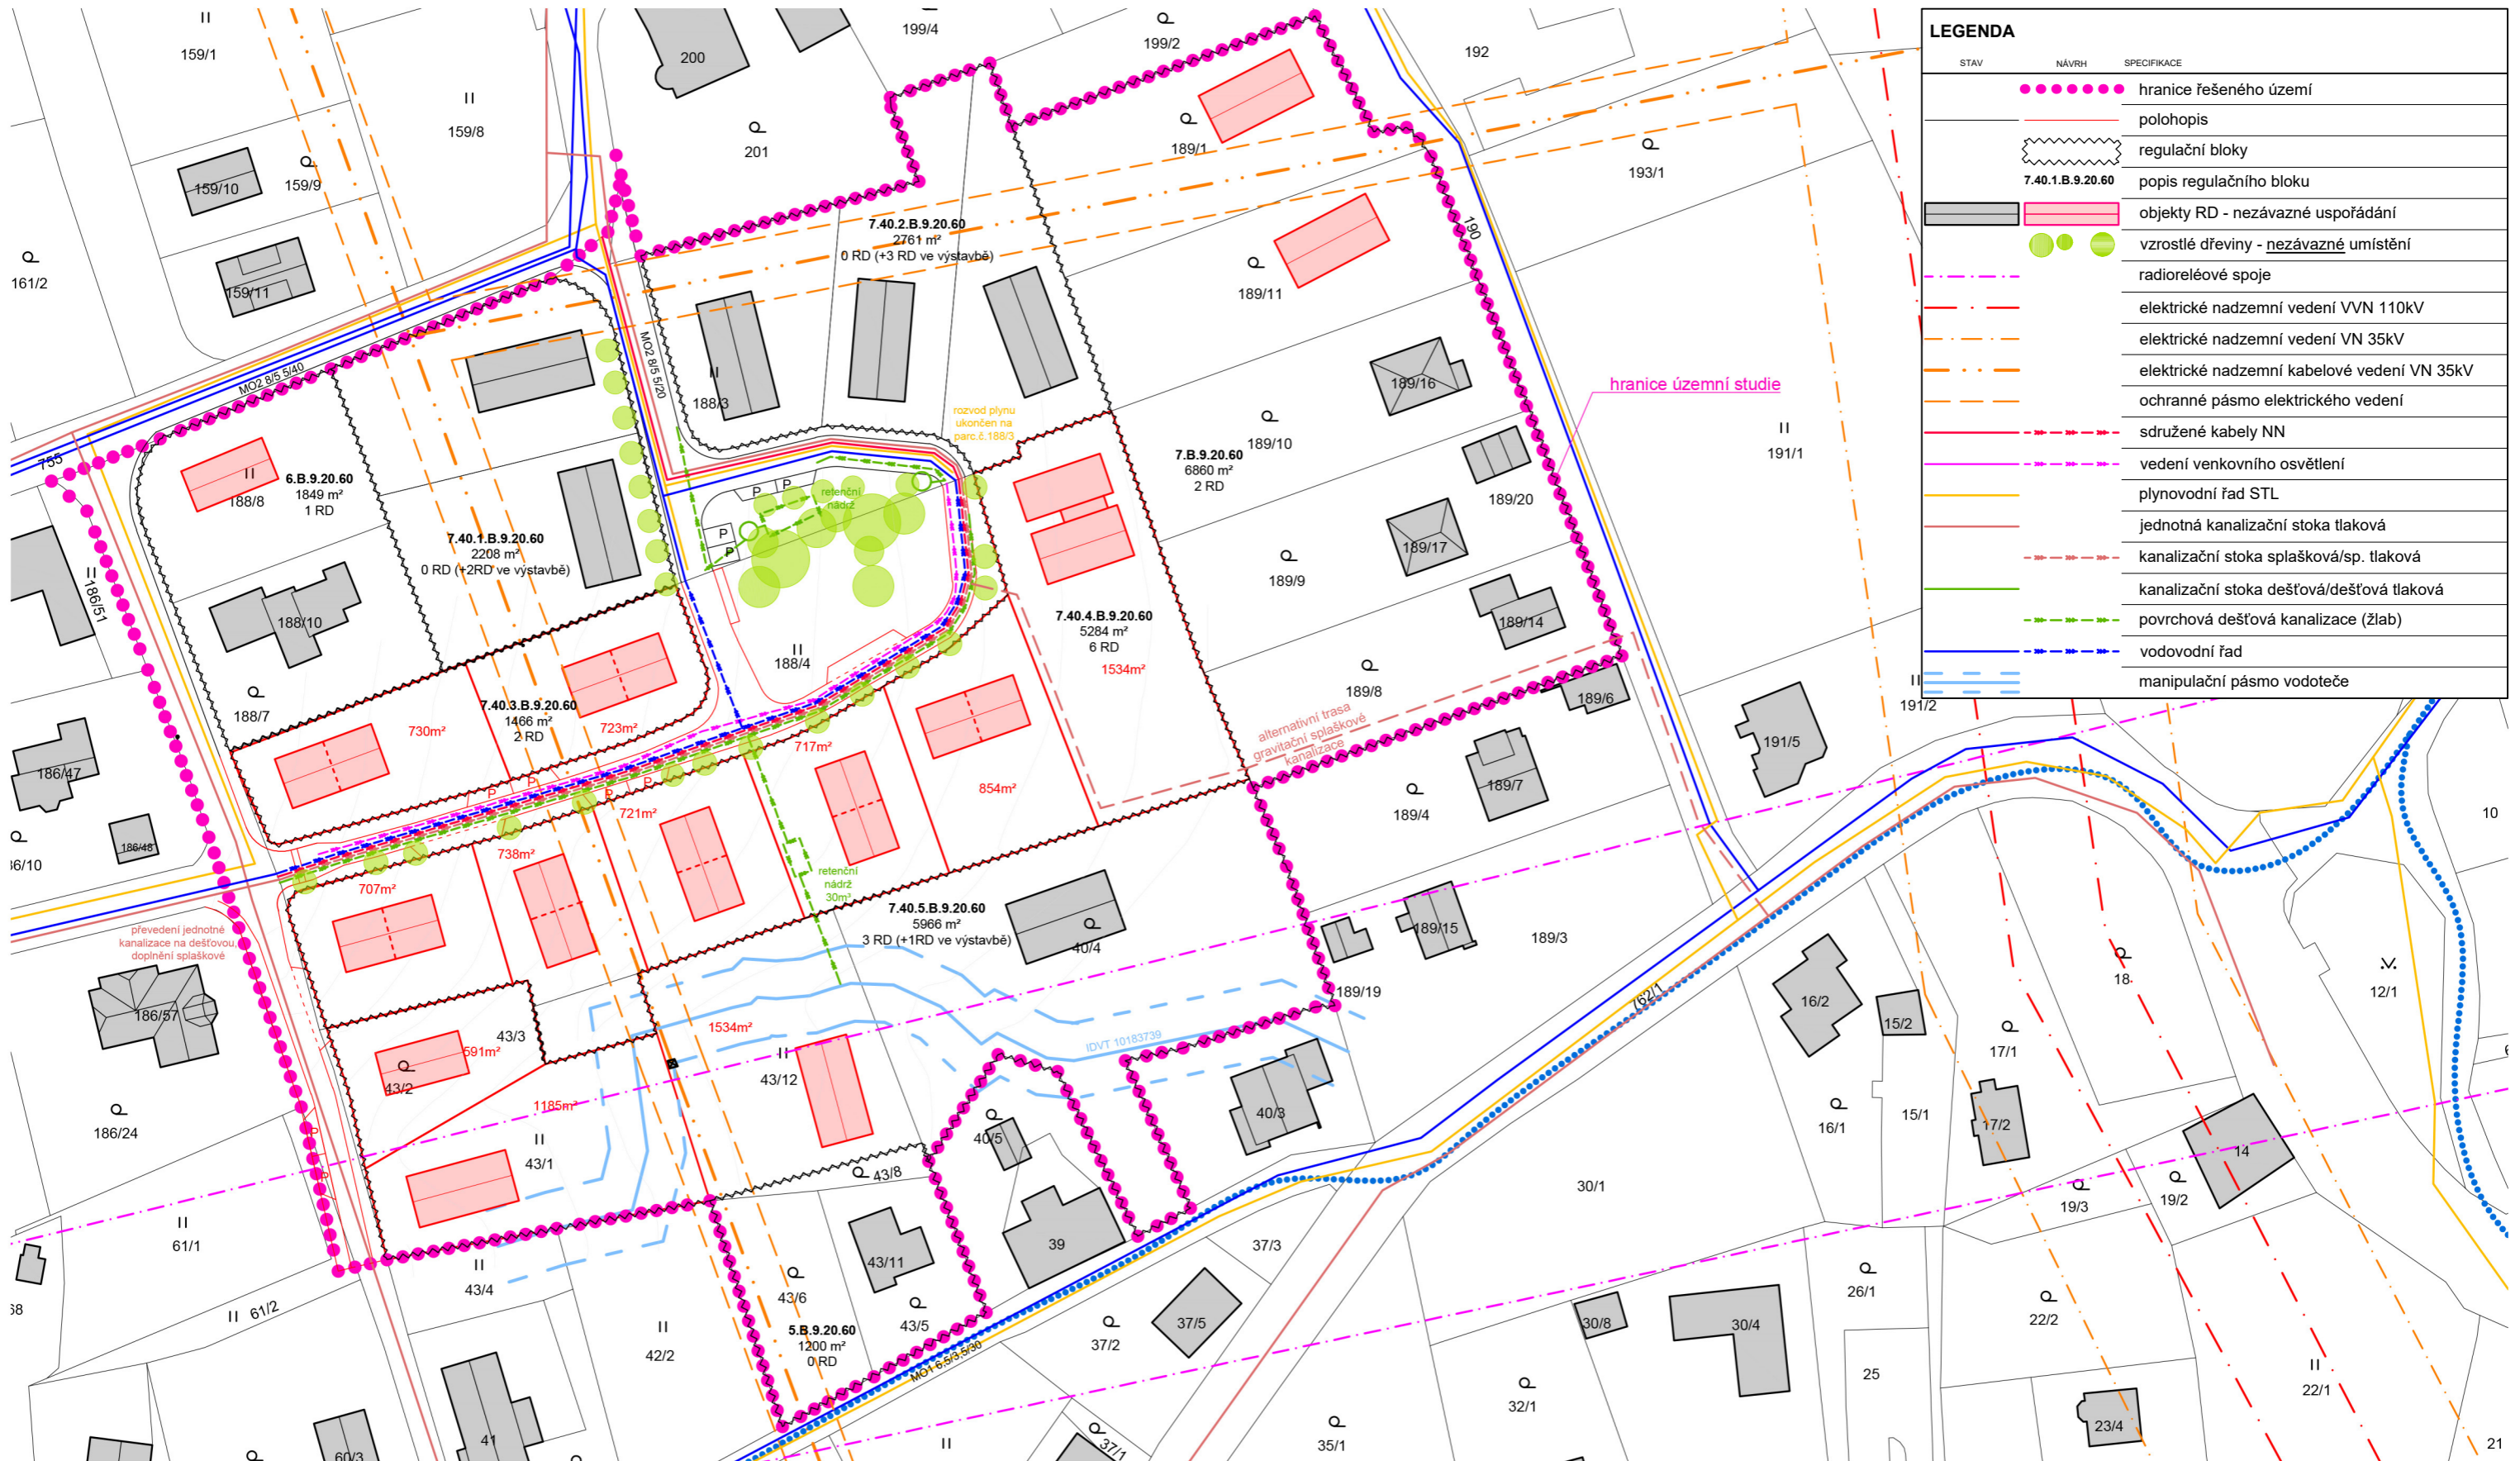 LEGENDA
STAV NÁVRH SPECIFIKACE
hranice řešeného území
polohopis
regulační bloky
7.40.1.B.9.20.60 popis regulačního bloku
objekty RD - nezávazné uspořádání
vzrostlé dřeviny - nezávazné umístění
radioreléové spoje
elektrické nadzemní vedení VVN 110kV
elektrické nadzemní vedení VN 35kV
elektrické nadzemní kabelové vedení VN 35kV
ochranné pásmo elektrického vedení
sdružené kabely NN
vedení venkovního osvětlení
plynovodní řad STL
jednotná kanalizační stoka tlaková
kanalizační stoka splašková/sp. tlaková
kanalizační stoka dešťová/dešťová tlaková
povrchová dešťová kanalizace (žlab)
vodovodní řad
manipulační pásmo vodoteče
159/1
159/8
159/10
159/9
159/11
161/2
200
201
199/4
199/2
192
189/1
193/1
190
189/11
7.40.2.B.9.20.60
2761 m²
0 RD (+3 RD ve výstavbě)
MO2 8/5 5/40
MO2 8/5 5/20
188/3
755
188/8
6.B.9.20.60
1849 m²
1 RD
7.40.1.B.9.20.60
2208 m²
0 RD (+2RD ve výstavbě)
rozvod plynu
ukončen na
parc.č.188/3
P
P
P
P
retenční
nádrž
7.B.9.20.60
6860 m²
2 RD
189/10
189/16
189/20
189/17
189/9
189/14
hranice územní studie
191/1
186/51
188/10
188/7
188/4
7.40.4.B.9.20.60
5284 m²
6 RD
1534m²
189/8
189/6
191/2
191/5
189/7
189/4
alternativní trasa
gravitační splaškové
kanalizace
7.40.3.B.9.20.60
1466 m²
2 RD
730m²
723m²
717m²
854m²
721m²
738m²
707m²
P
P
P
P
186/47
186/48
retenční
nádrž
30m³
7.40.5.B.9.20.60
5966 m²
3 RD (+1RD ve výstavbě)
40/4
189/15
189/3
189/19
převedení jednotné
kanalizace na dešťovou,
doplnění splaškové
186/57
186/24
43/3
591m²
43/2
1534m²
43/12
IDVT 10183739
1185m²
43/1
P
P
40/5
40/3
43/8
39
43/11
43/6
43/5
43/4
42/2
5.B.9.20.60
1200 m²
0 RD
MO1 6,5/3,5/30
61/1
61/2
41
60/3
37/3
37/5
37/2
37/1
35/1
30/1
30/8
30/4
32/1
762/1
16/2
15/2
16/1
15/1
17/1
17/2
18
14
19/3
19/2
12/1
10
26/1
25
22/2
22/1
23/4
21